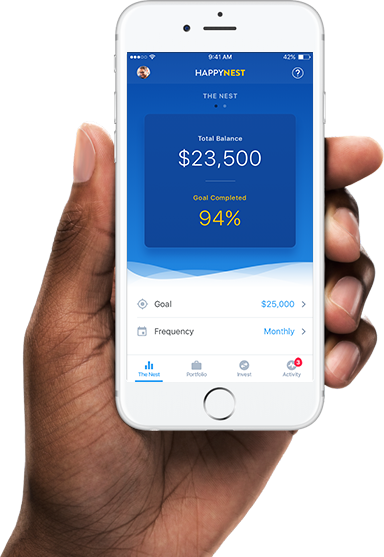 9:41 AM 42%
HAPPYNEST
THE NEST
Total Balance
$23,500
Goal Completed
94%
Goal $25,000
Frequency Monthly
3
The Nest Portfolio Invest Activity